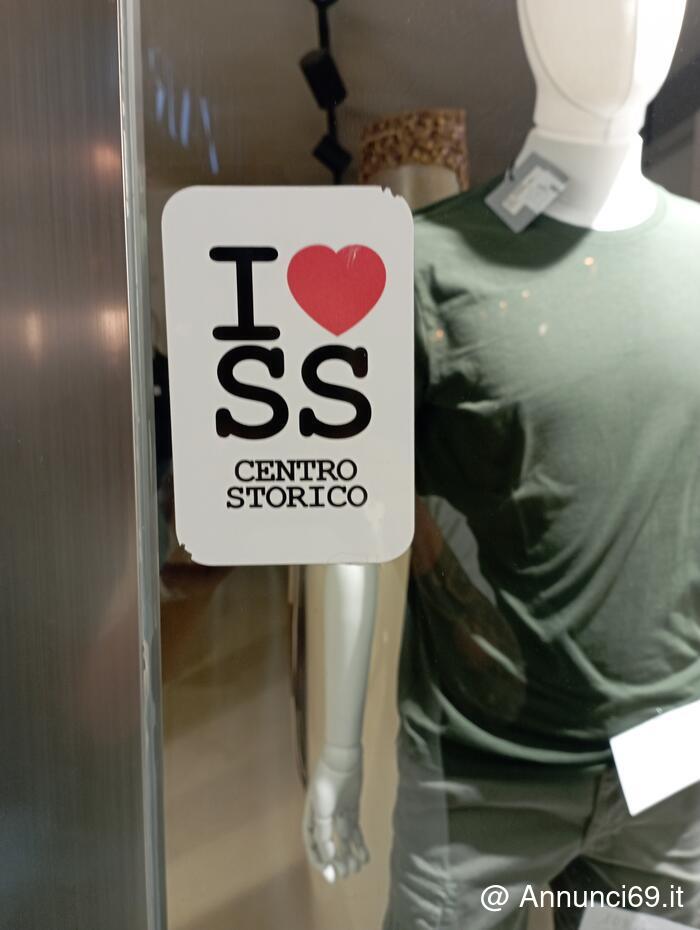 I ❤
SS
CENTRO
STORICO
@ Annunci69.it